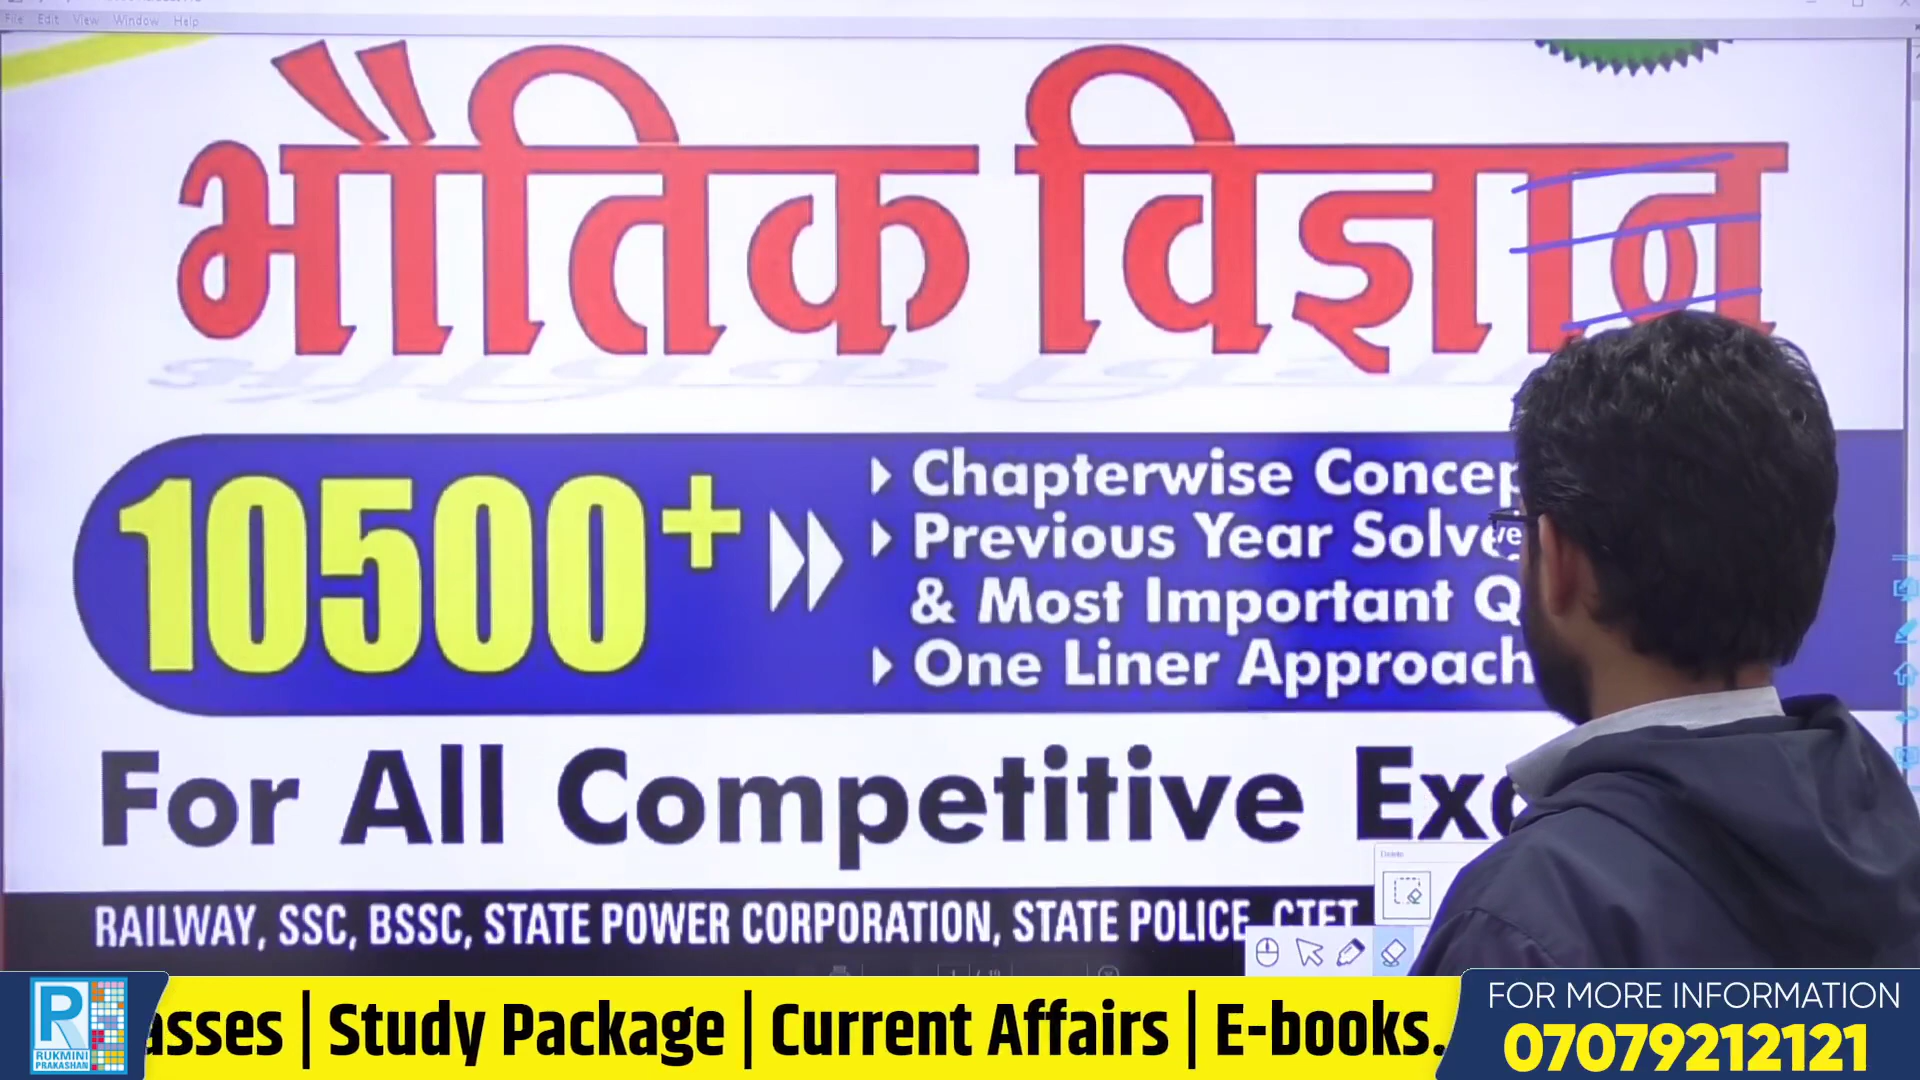 File Edit View Window Help
भौतिक विज्ञान
10500+
Chapterwise Concep
Previous Year Solve
& Most Important Q
One Liner Approach
For All Competitive Exa
RAILWAY, SSC, BSSC, STATE POWER CORPORATION, STATE POLICE, CTET
Delete
R
RUKMINI
PRAKASHAN
asses | Study Package | Current Affairs | E-books.
FOR MORE INFORMATION
07079212121